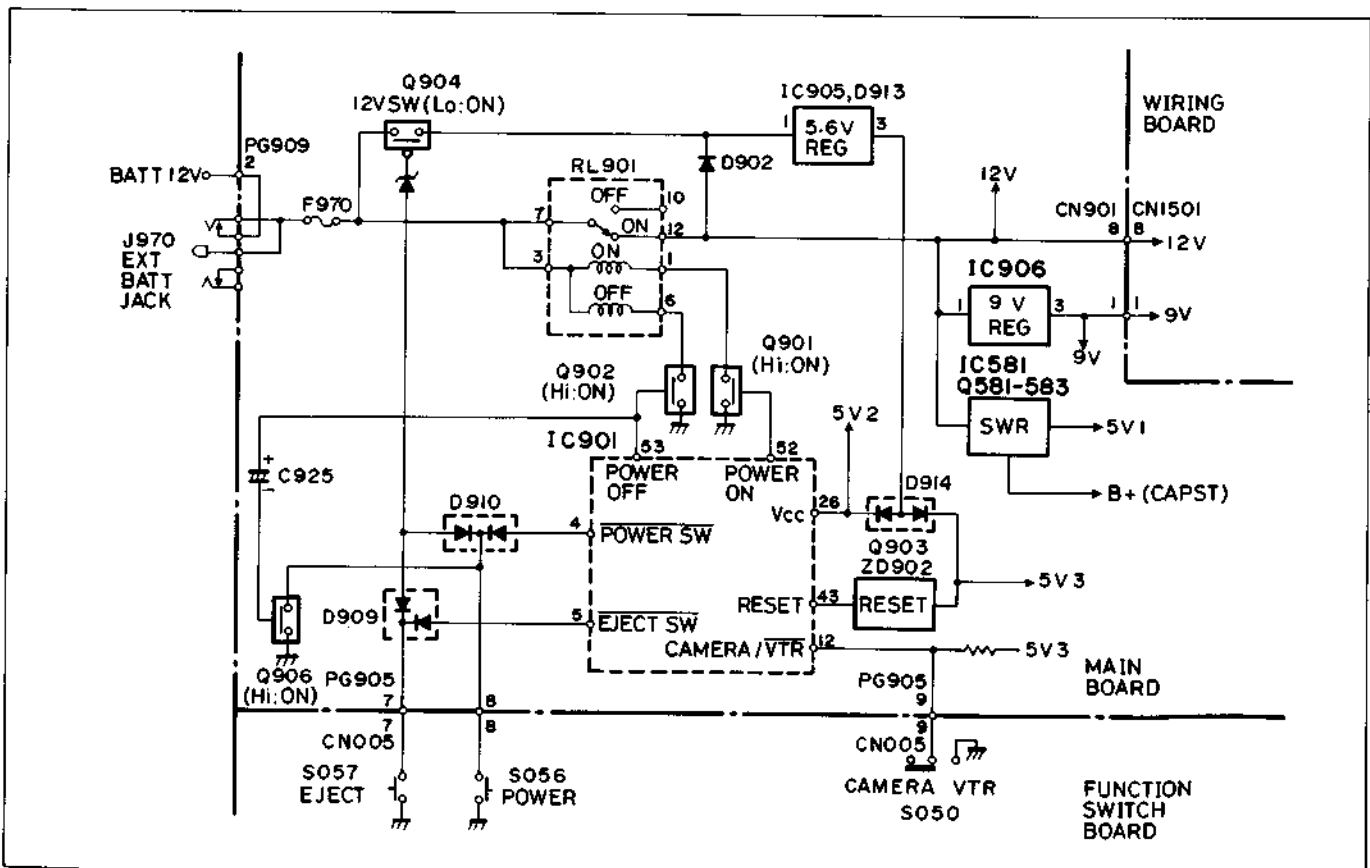 Q904
12V SW (Lo:ON)
IC905, D913
1
5.6V
REG
3
WIRING
BOARD
PG909
2
BATT 12V
F970
RL901
D902
OFF
10
7
ON
12
12V
CN901
CN1501
8
8
12V
J970
EXT
BATT
JACK
3
ON
1
OFF
6
IC906
1
9V
REG
3
1
1
9V
9V
Q902
(Hi:ON)
Q901
(Hi:ON)
IC581
Q581-583
SWR
5V1
B+ (CAPST)
5V2
IC901
53
52
POWER
OFF
POWER
ON
C925
+
-
D910
4
POWER SW
Vcc
26
D914
Q903
ZD902
5V3
RESET
43
RESET
D909
5
EJECT SW
CAMERA/VTR
12
5V3
Q906
(Hi:ON)
PG905
7
8
PG905
9
MAIN
BOARD
7
8
CN005
9
CN005
S057
EJECT
S056
POWER
CAMERA VTR
S050
FUNCTION
SWITCH
BOARD